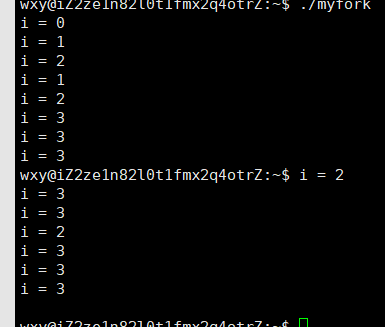 wxy@iZ2ze1n82l0t1fmx2q4otrZ:~$ ./myfork
i = 0
i = 1
i = 2
i = 1
i = 2
i = 3
i = 3
i = 3
wxy@iZ2ze1n82l0t1fmx2q4otrZ:~$ i = 2
i = 3
i = 3
i = 2
i = 3
i = 3
i = 3
wxy@iZ2ze1n82l0t1fmx2q4otrZ:~$